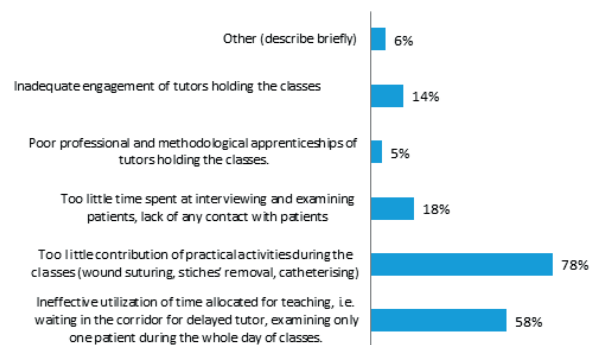 Other (describe briefly)
6%
Inadequate engagement of tutors holding the classes
14%
Poor professional and methodological apprenticeships of
tutors holding the classes.
5%
Too little time spent at interviewing and examining
patients, lack of any contact with patients
18%
Too little contribution of practical activities during the
classes (wound suturing, stiches' removal, catheterising)
78%
Ineffective utilization of time allocated for teaching, i.e.
waiting in the corridor for delayed tutor, examining only
one patient during the whole day of classes.
58%